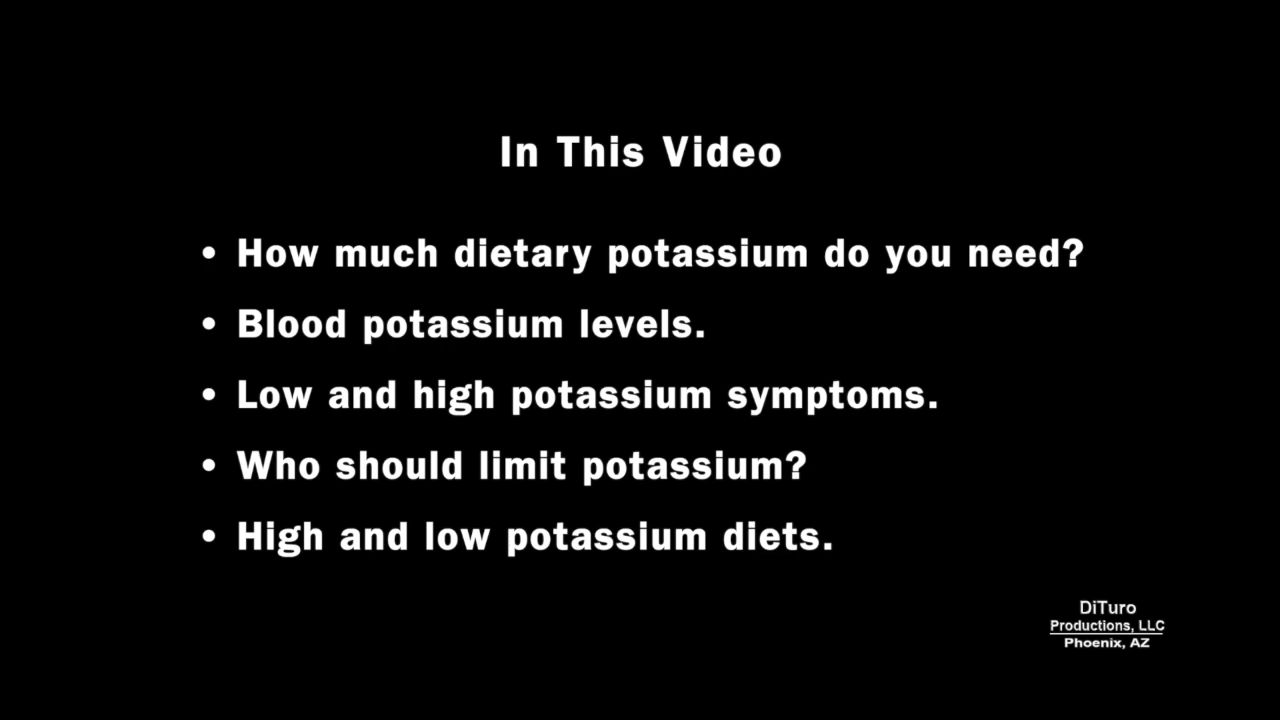 In This Video
• How much dietary potassium do you need?
• Blood potassium levels.
• Low and high potassium symptoms.
• Who should limit potassium?
• High and low potassium diets.
DiTuro
Productions, LLC
Phoenix, AZ